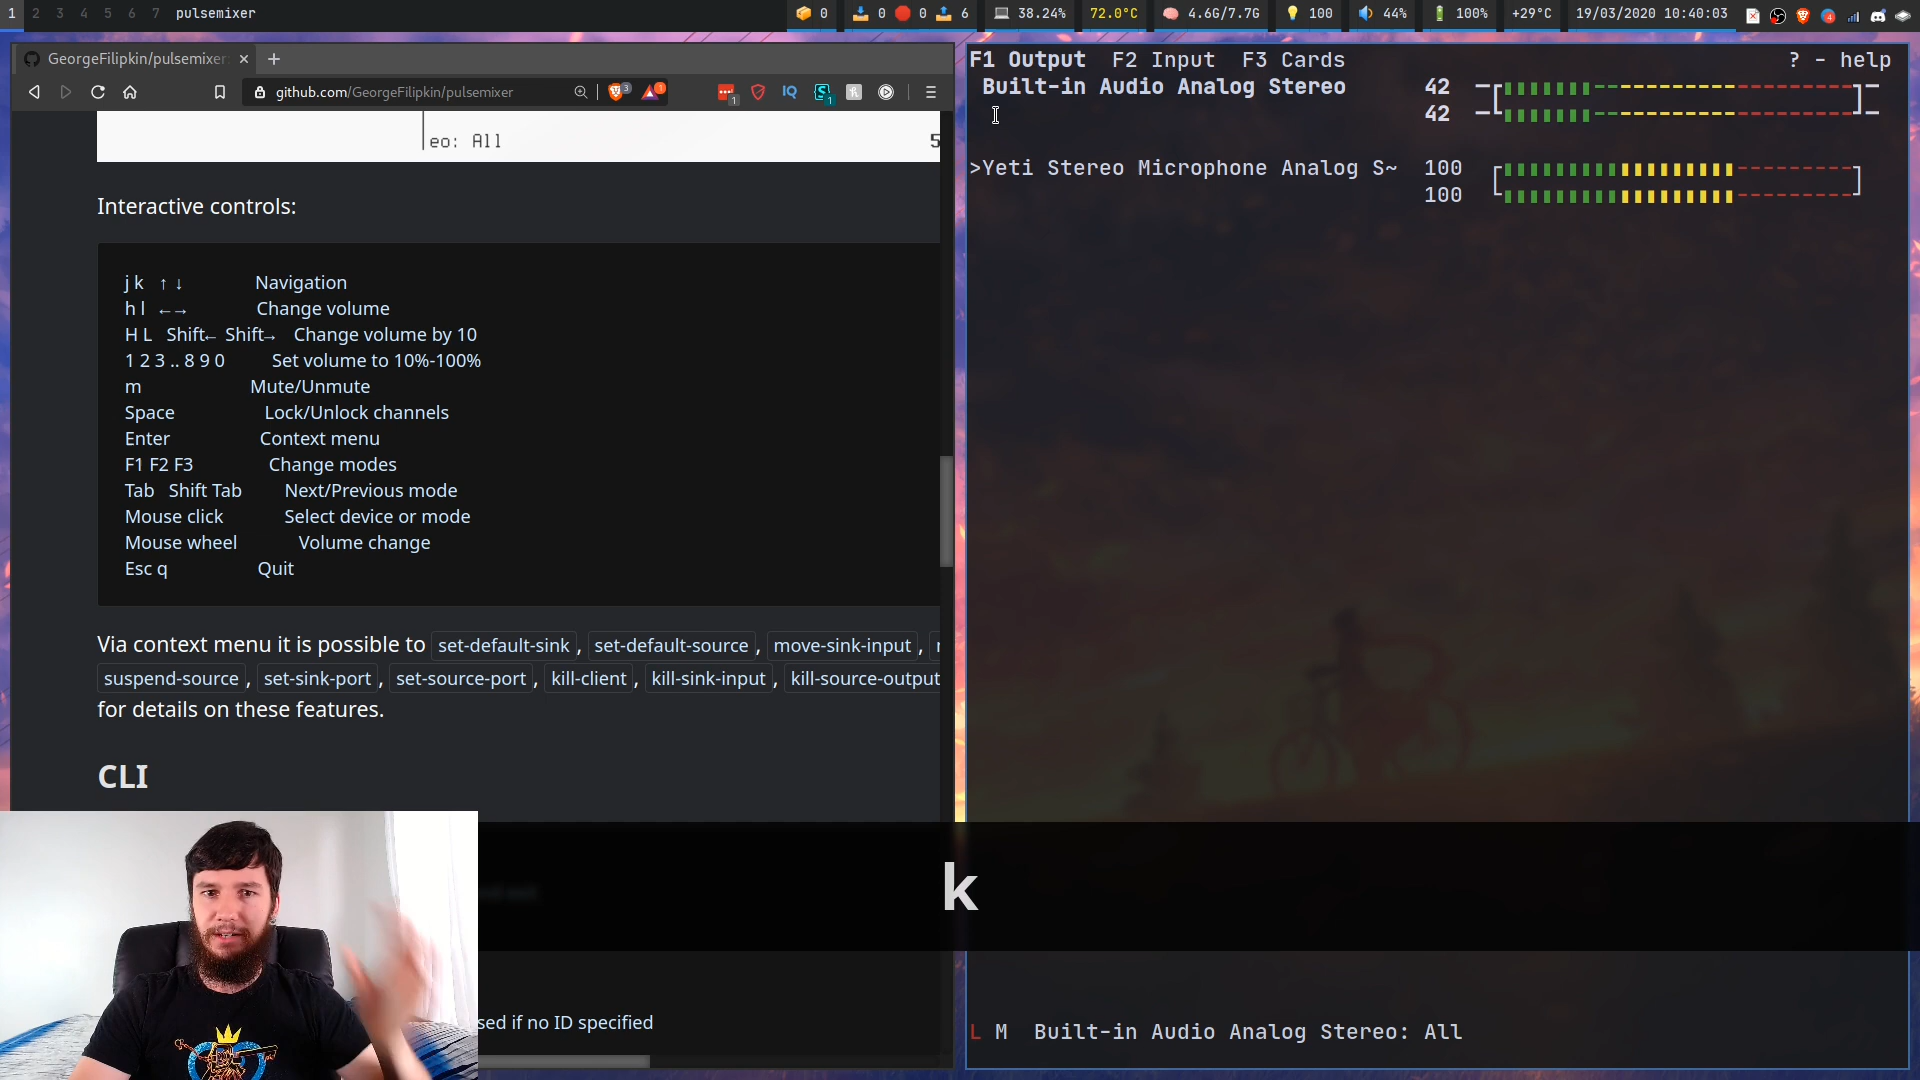 1 2 3 4 5 6 7 pulsemixer
0 0 0 6 38.24% 72.0°C 4.6G/7.7G 100 44% 100% +29°C 19/03/2020 10:40:03
GeorgeFilipkin/pulsemixer
github.com/GeorgeFilipkin/pulsemixer
eo: All 5
Interactive controls:
j k ↑ ↓ Navigation
h l ←→ Change volume
H L Shift← Shift→ Change volume by 10
1 2 3 .. 8 9 0 Set volume to 10%-100%
m Mute/Unmute
Space Lock/Unlock channels
Enter Context menu
F1 F2 F3 Change modes
Tab Shift Tab Next/Previous mode
Mouse click Select device or mode
Mouse wheel Volume change
Esc q Quit
Via context menu it is possible to set-default-sink, set-default-source, move-sink-input,
suspend-source, set-sink-port, set-source-port, kill-client, kill-sink-input, kill-source-output
for details on these features.
CLI
sed if no ID specified
F1 Output F2 Input F3 Cards ? - help
Built-in Audio Analog Stereo 42
42
>Yeti Stereo Microphone Analog S~ 100
100
k
L M Built-in Audio Analog Stereo: All